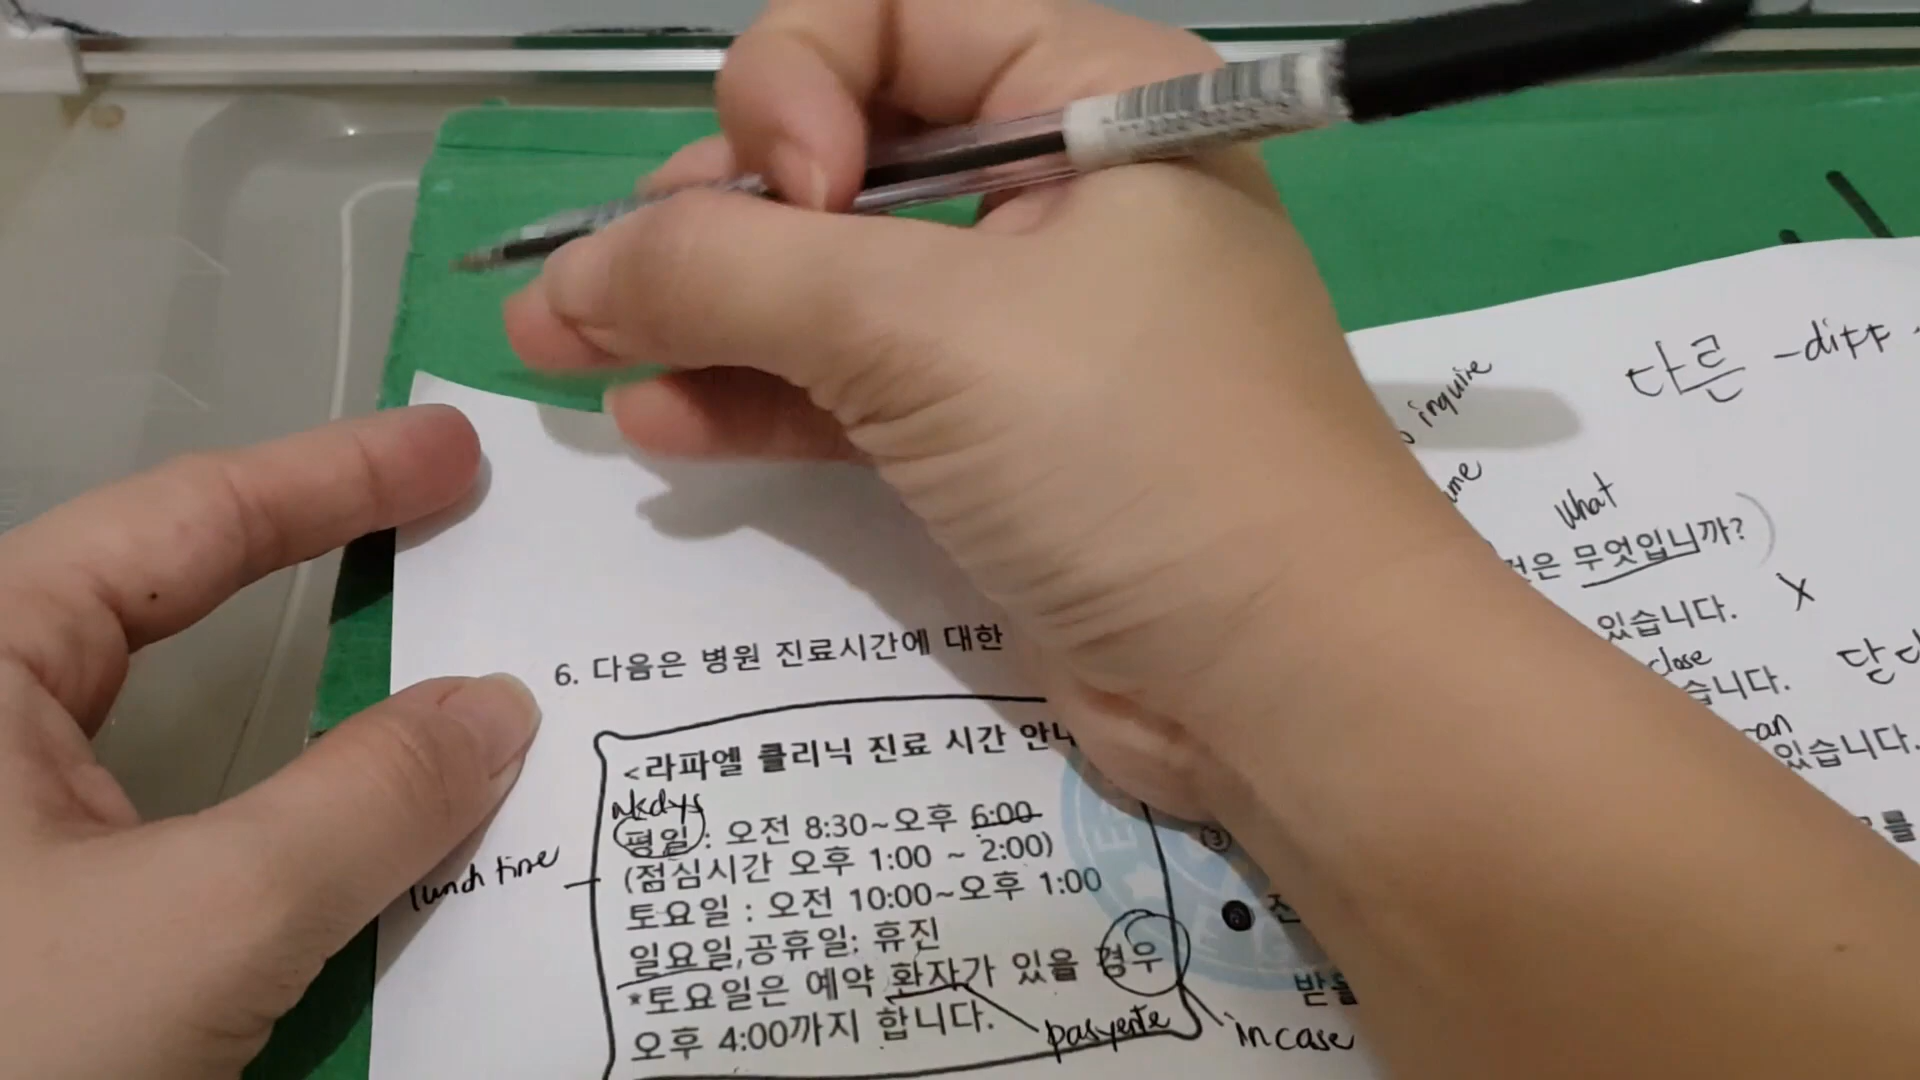 다른 -diff
inquire
what
무엇입니까?
있습니다. X
close
습니다.
can
있습니다.
6. 다음은 병원 진료시간에 대한
<라파엘 클리닉 진료 시간
wkdys
평일 : 오전 8:30~오후 6:00
lunch time
(점심시간 오후 1:00 ~ 2:00)
토요일 : 오전 10:00~오후 1:00
일요일,공휴일: 휴진
*토요일은 예약 환자가 있을 경우
오후 4:00까지 합니다.
pasyente
in case
③